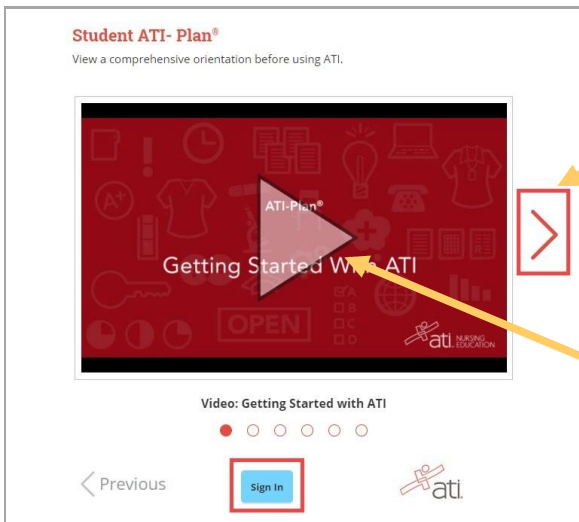 Student ATI- Plan®
View a comprehensive orientation before using ATI.
A+
ATI-Plan®
Getting Started With ATI
OPEN
A
B
C
D
ati NURSING
EDUCATION
Video: Getting Started with ATI
Previous
Sign In
ati